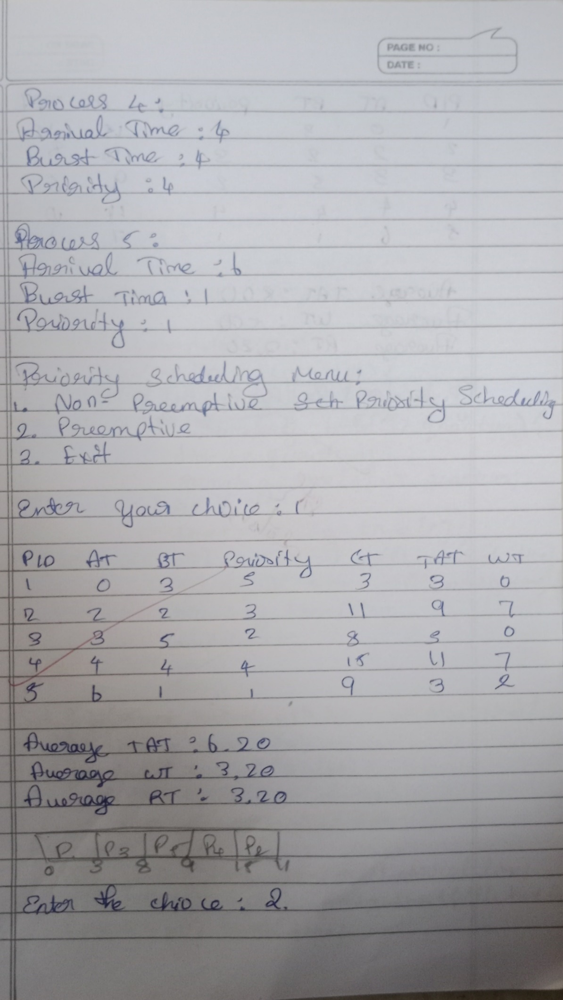 PAGE NO :
DATE :
Process 4 :
Arrival Time : 4
Burst Time : 4
Priority : 4
Process 5 :
Arrival Time : 6
Burst Time : 1
Priority : 1
Priority Scheduling Menu :
1. Non- Preemptive Sch Priority Scheduling
2. Preemptive
3. Exit
Enter your choice : 1
PID AT BT Priority CT TAT WT
1 0 3 5 3 3 0
2 2 2 3 11 9 7
3 3 5 2 8 5 0
4 4 4 4 15 11 7
5 6 1 1 9 3 2
Average TAT : 6.20
Average WT : 3,20
Average RT : 3.20
P. P3 P5 P4 P2
0 3 8 9 15 11
Enter the chioce : 2.